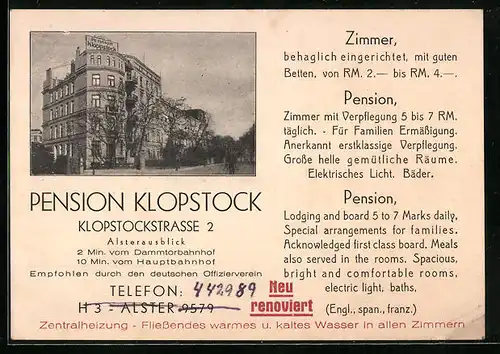 Klopstock
PENSION KLOPSTOCK
KLOPSTOCKSTRASSE 2
Alsterausblick
2 Min. vom Dammtorbahnhof
10 Min. vom Hauptbahnhof
Empfohlen durch den deutschen Offizierverein
TELEFON: 442989
H 3 - ALSTER 9579
Neu
renoviert
Zimmer,
behaglich eingerichtet, mit guten
Betten, von RM. 2.— bis RM. 4.—.
Pension,
Zimmer mit Verpflegung 5 bis 7 RM.
täglich. - Für Familien Ermäßigung.
Anerkannt erstklassige Verpflegung.
Große helle gemütliche Räume.
Elektrisches Licht. Bäder.
Pension,
Lodging and board 5 to 7 Marks daily,
Special arrangements for families.
Acknowledged first class board. Meals
also served in the rooms. Spacious,
bright and comfortable rooms,
electric light, baths,
(Engl., span., franz.)
Zentralheizung - Fließendes warmes u. kaltes Wasser in allen Zimmern